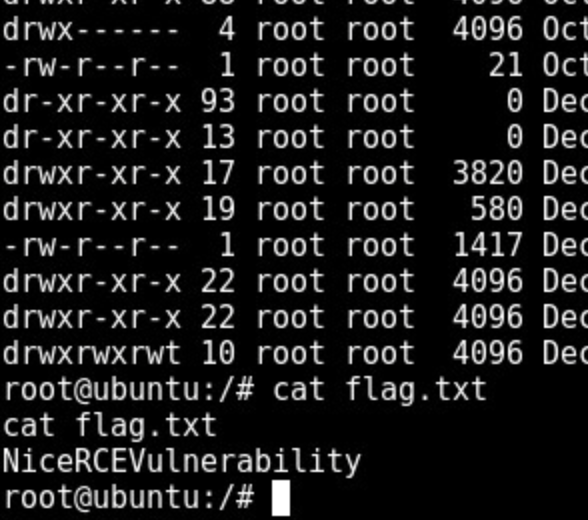 drwx------  4 root root  4096 Oct
-rw-r--r--  1 root root    21 Oct
dr-xr-xr-x 93 root root     0 Dec
dr-xr-xr-x 13 root root     0 Dec
drwxr-xr-x 17 root root  3820 Dec
drwxr-xr-x 19 root root   580 Dec
-rw-r--r--  1 root root  1417 Dec
drwxr-xr-x 22 root root  4096 Dec
drwxr-xr-x 22 root root  4096 Dec
drwxrwxrwt 10 root root  4096 Dec
root@ubuntu:/# cat flag.txt
cat flag.txt
NiceRCEVulnerability
root@ubuntu:/#